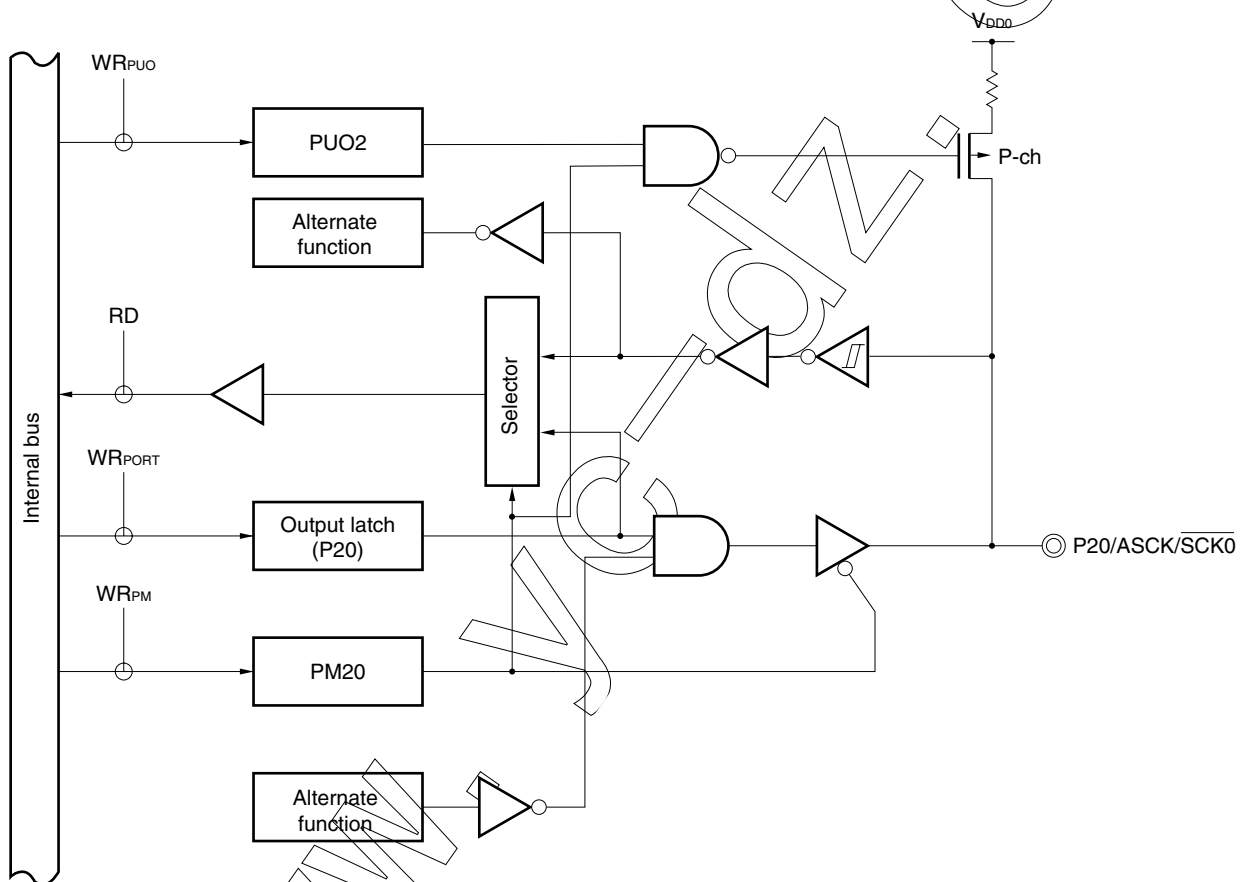 VDD0
WRPUO
PUO2
P-ch
Alternate
function
RD
Selector
Internal bus
WRPORT
Output latch
(P20)
P20/ASCK/S̅C̅K̅0̅
WRPM
PM20
Alternate
function